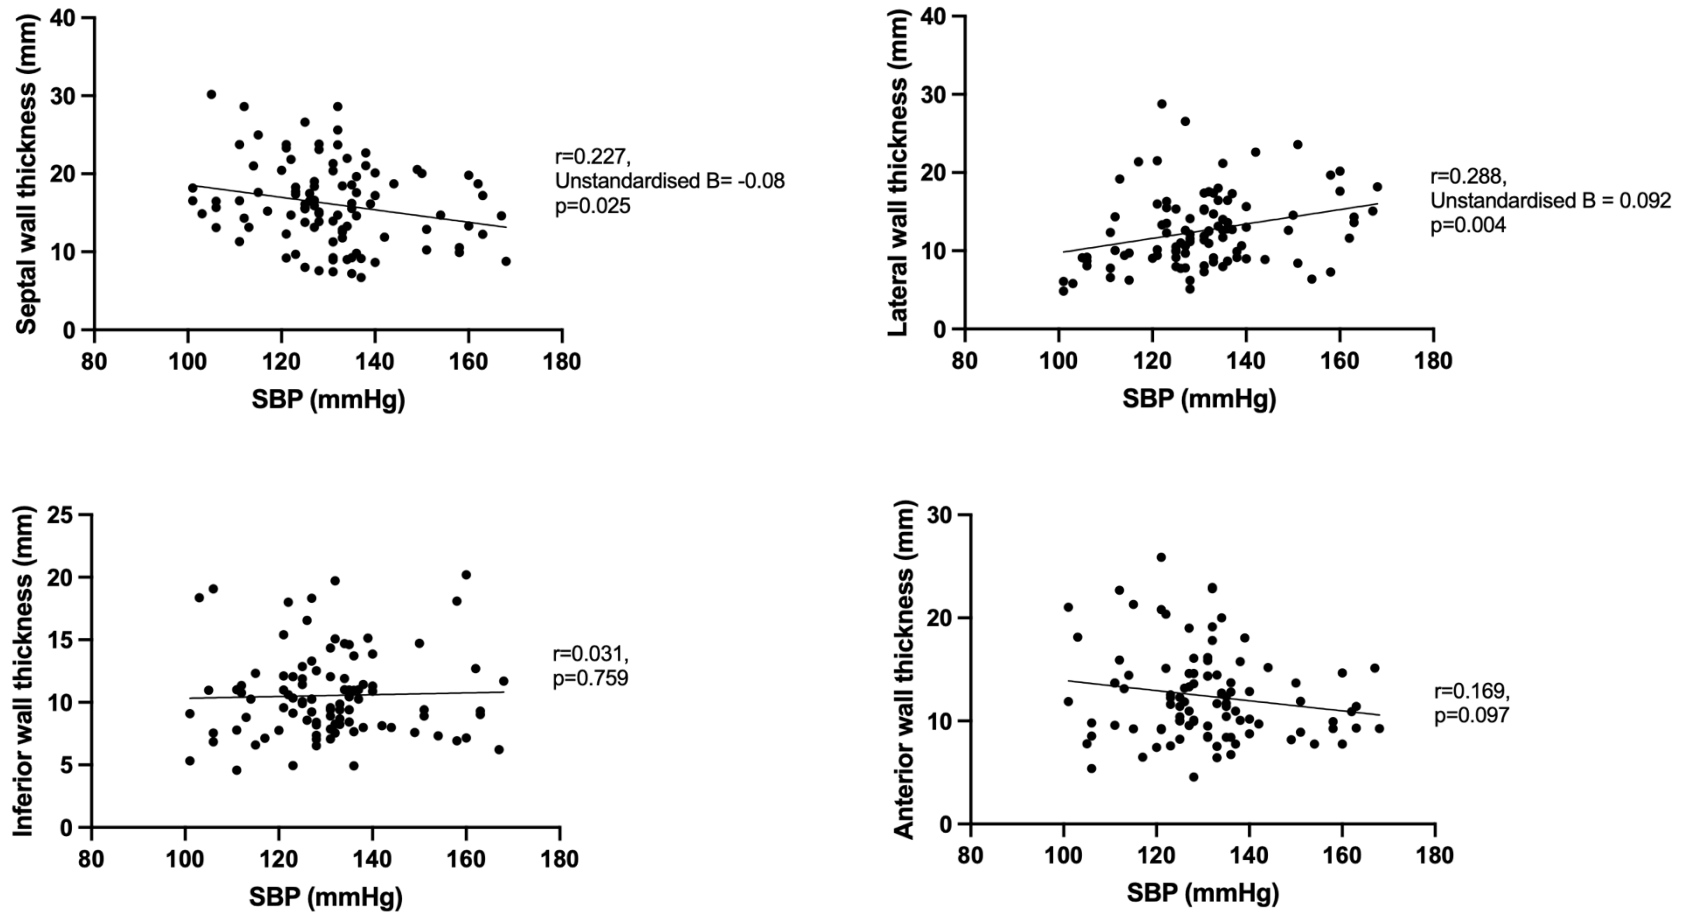 Septal wall thickness (mm)
40
30
20
10
0
80 100 120 140 160 180
SBP (mmHg)
r=0.227,
Unstandardised B= -0.08
p=0.025
Lateral wall thickness (mm)
40
30
20
10
0
80 100 120 140 160 180
SBP (mmHg)
r=0.288,
Unstandardised B = 0.092
p=0.004
Inferior wall thickness (mm)
25
20
15
10
5
0
80 100 120 140 160 180
SBP (mmHg)
r=0.031,
p=0.759
Anterior wall thickness (mm)
30
20
10
0
80 100 120 140 160 180
SBP (mmHg)
r=0.169,
p=0.097